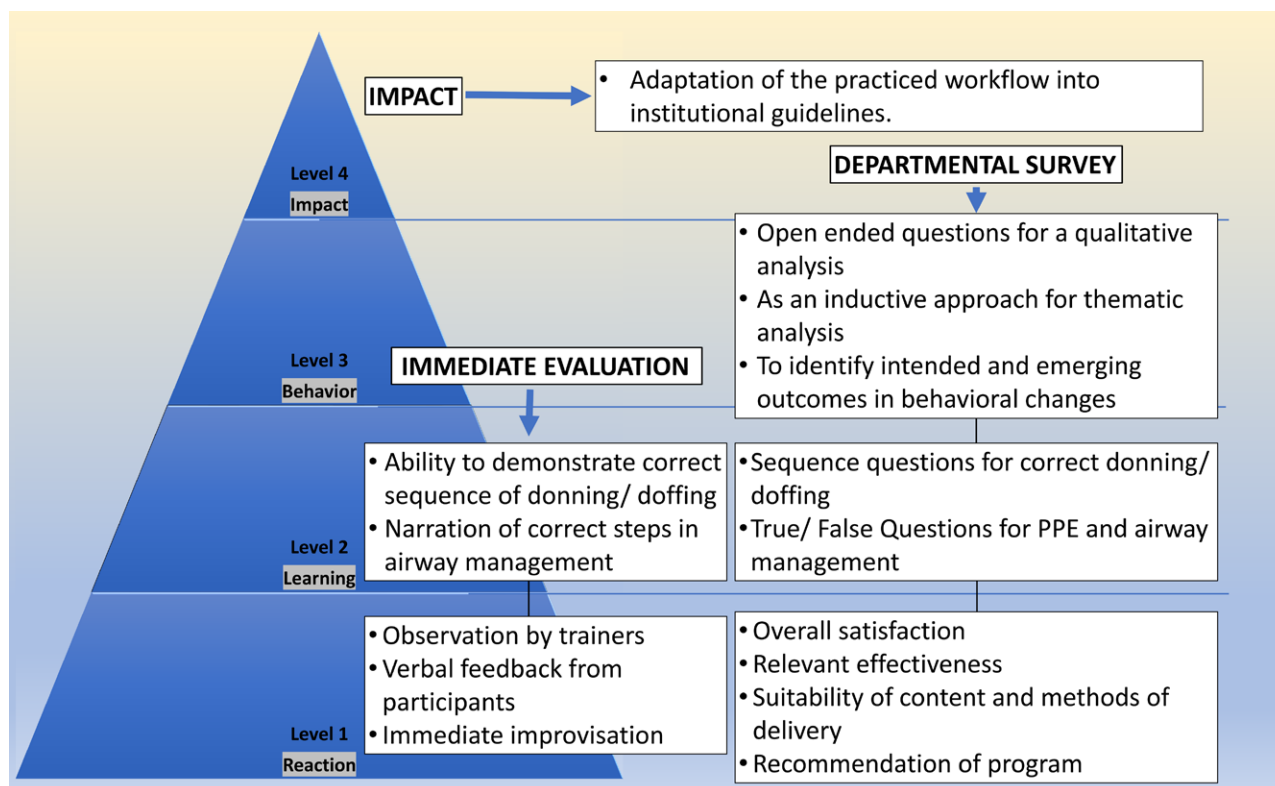 IMPACT
• Adaptation of the practiced workflow into
institutional guidelines.
Level 4
Impact
DEPARTMENTAL SURVEY
• Open ended questions for a qualitative
analysis
• As an inductive approach for thematic
analysis
• To identify intended and emerging
outcomes in behavioral changes
Level 3
Behavior
IMMEDIATE EVALUATION
• Ability to demonstrate correct
sequence of donning/ doffing
• Narration of correct steps in
airway management
• Sequence questions for correct donning/
doffing
• True/ False Questions for PPE and airway
management
Level 2
Learning
• Observation by trainers
• Verbal feedback from
participants
• Immediate improvisation
• Overall satisfaction
• Relevant effectiveness
• Suitability of content and methods of
delivery
• Recommendation of program
Level 1
Reaction